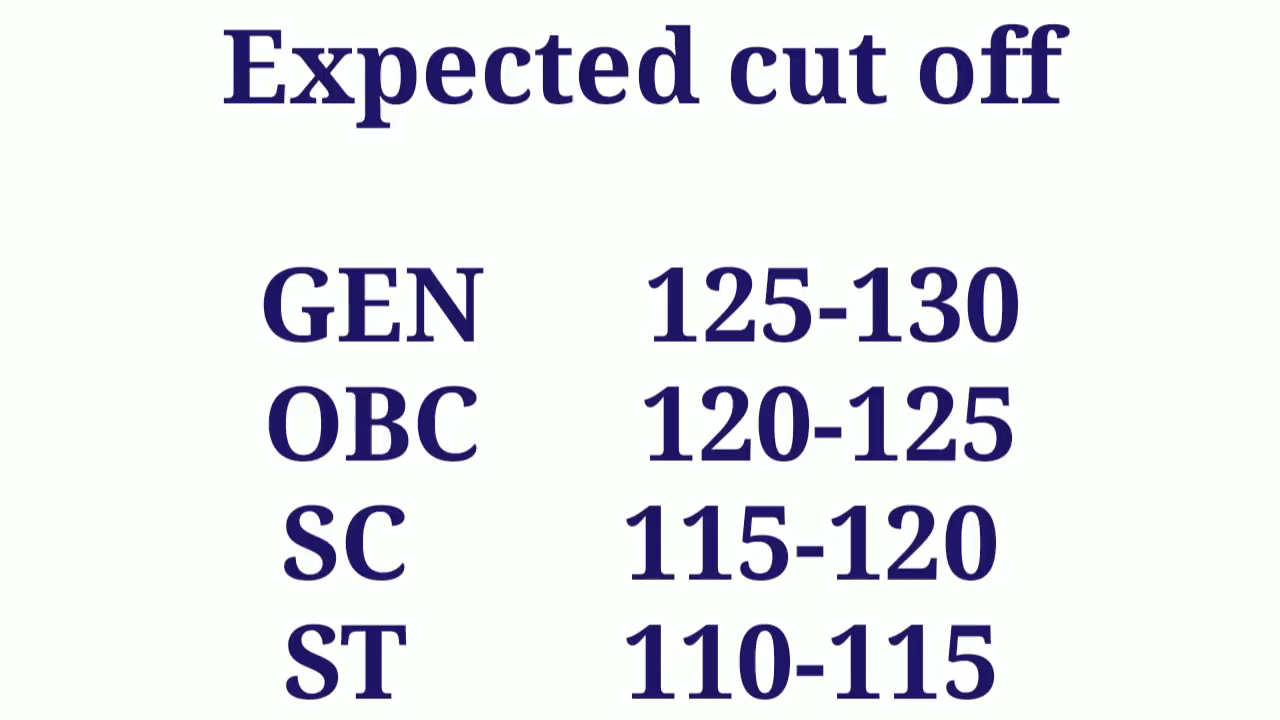 Expected cut off
GEN 125-130
OBC 120-125
SC 115-120
ST 110-115